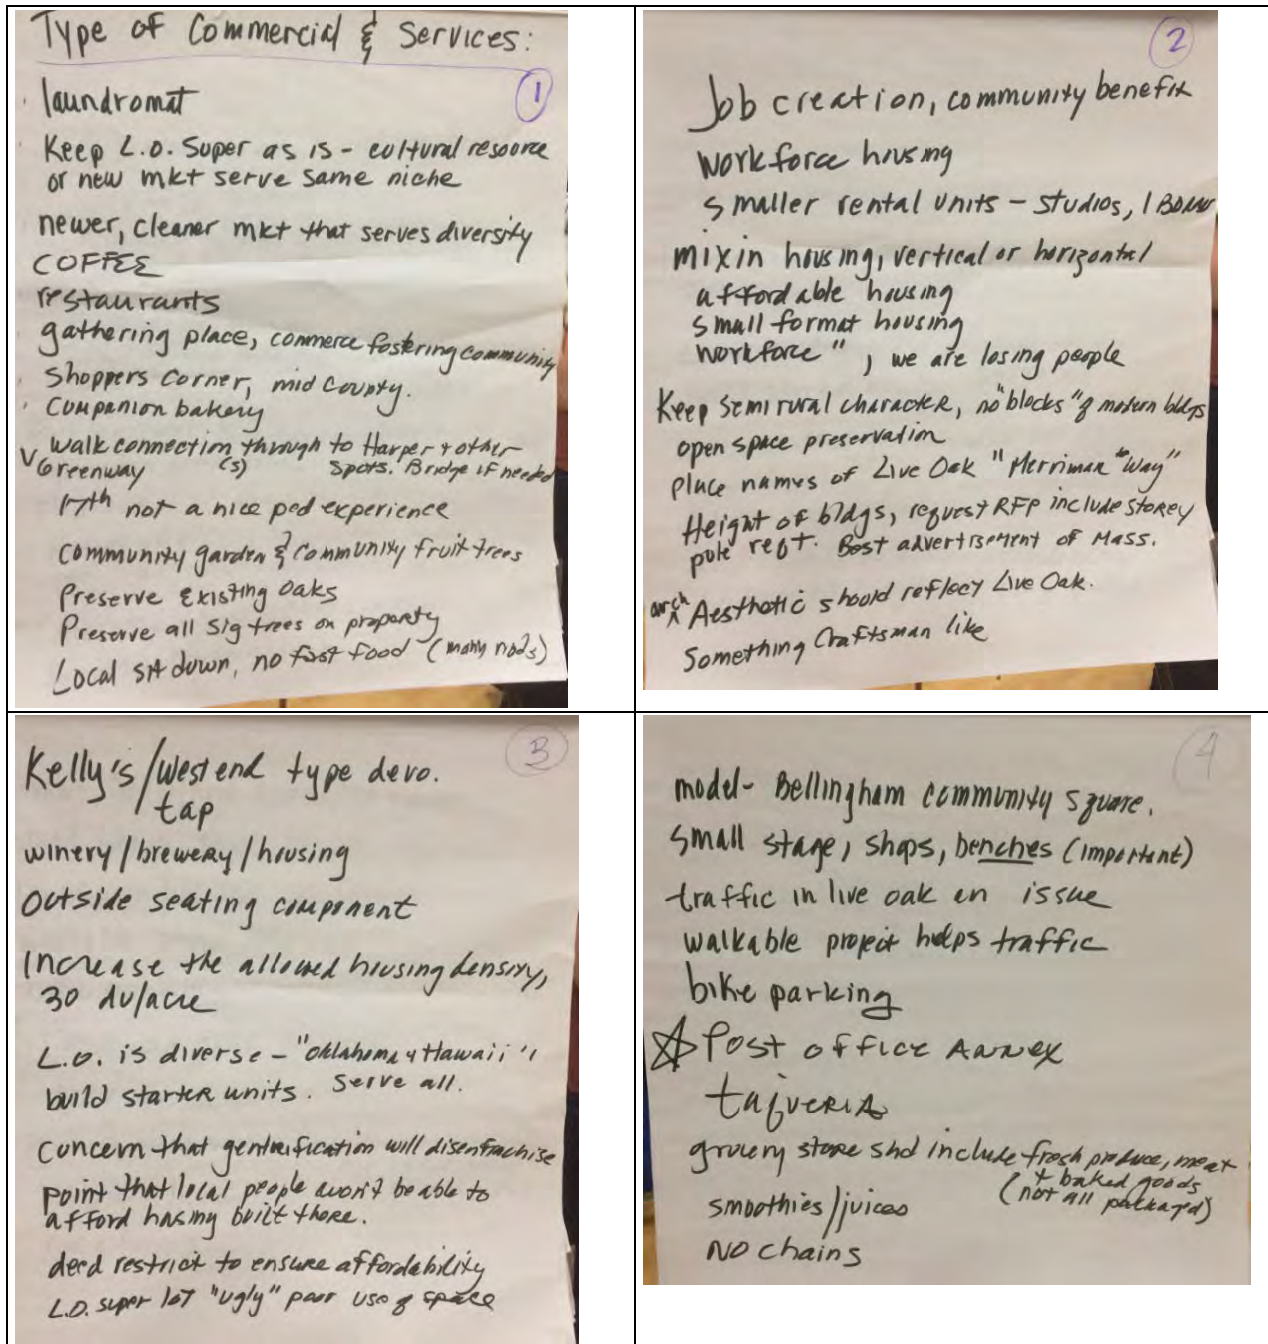 Type of Commercial & Services:
1
laundromat
Keep L.O. Super as is - cultural resource
or new mkt serve same niche
newer, cleaner mkt that serves diversity
COFFEE
restaurants
gathering place, commerce fostering community
Shoppers Corner, mid County.
Companion bakery
walk connection(s) through to Harper + other
Greenway spots. Bridge if needed
17th not a nice ped experience
Community garden & Community fruit trees
Preserve Existing Oaks
Preserve all sig trees on property
Local sit down, no fast food (many nods)
2
Job creation, community benefit
workforce housing
smaller rental units - studios, 1 BDRM
mix in housing, vertical or horizontal
affordable housing
small format housing
workforce ", we are losing people
Keep semi rural character, no "blocks" of modern bldgs
open space preservation
place names of Live Oak "Merriman Way"
Height of bldgs, request RFP include storey
pole reqt. Best advertisement of Mass.
arch Aesthetic should reflect Live Oak.
Something Craftsman like
3
Kelly's/West end type devo.
/tap
winery/brewery/housing
outside seating component
Increase the allowed housing density,
30 du/acre
L.O. is diverse - "Oklahoma & Hawaii"
build starter units. Serve all.
concern that gentrification will disenfrachise
point that local people won't be able to
afford housing built there.
deed restrict to ensure affordability
L.O. super lot "ugly" poor use of space
4
model- Bellingham community square.
small stage, shops, benches (important)
traffic in live oak an issue
walkable project helps traffic
bike parking
☆ Post office Annex
taqueria
grocery store shd include fresh produce, meat
+ baked goods
(not all packaged)
smoothies/juices
No chains